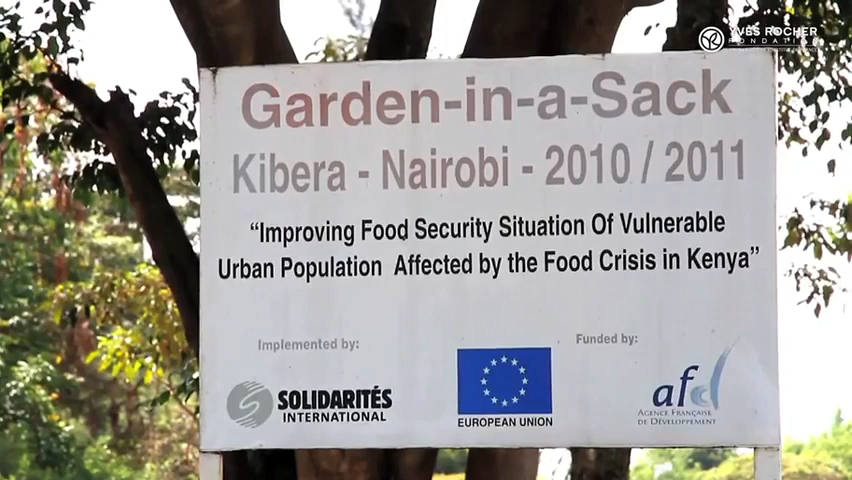 YVES ROCHER
FONDATION
Garden-in-a-Sack
Kibera - Nairobi - 2010 / 2011
“Improving Food Security Situation Of Vulnerable
Urban Population Affected by the Food Crisis in Kenya”
Implemented by:
Funded by:
SOLIDARITÉS
INTERNATIONAL
EUROPEAN UNION
afd
AGENCE FRANÇAISE
DE DÉVELOPPEMENT